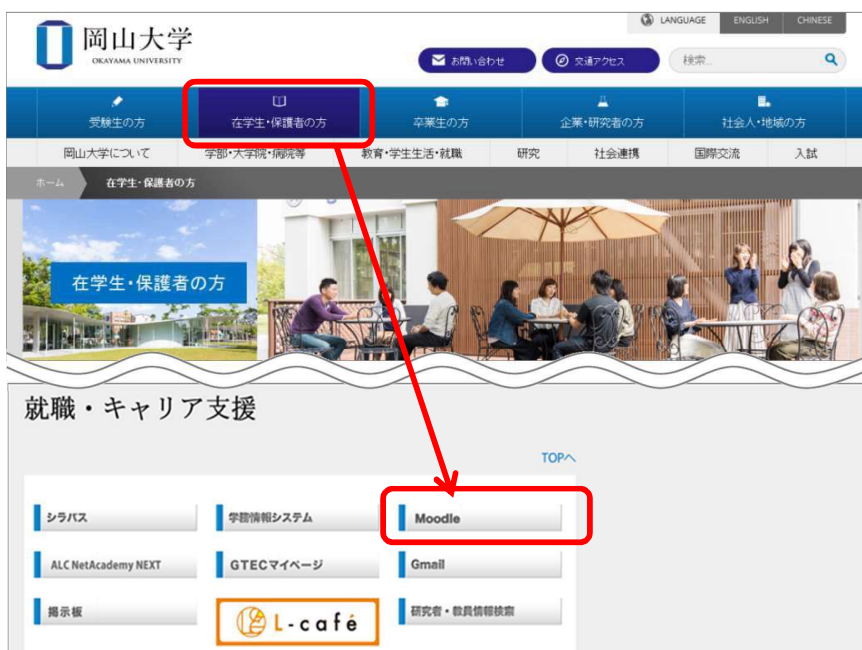 LANGUAGE ENGLISH CHINESE
岡山大学
OKAYAMA UNIVERSITY
お問い合わせ 交通アクセス 検索...
受験生の方 在学生・保護者の方 卒業生の方 企業・研究者の方 社会人・地域の方
岡山大学について 学部・大学院・病院等 教育・学生生活・就職 研究 社会連携 国際交流 入試
ホーム 在学生・保護者の方
在学生・保護者の方
就職・キャリア支援
TOPへ
シラバス 学務情報システム Moodle
ALC NetAcademy NEXT GTECマイページ Gmail
掲示板 L-café 研究者・教員情報検索